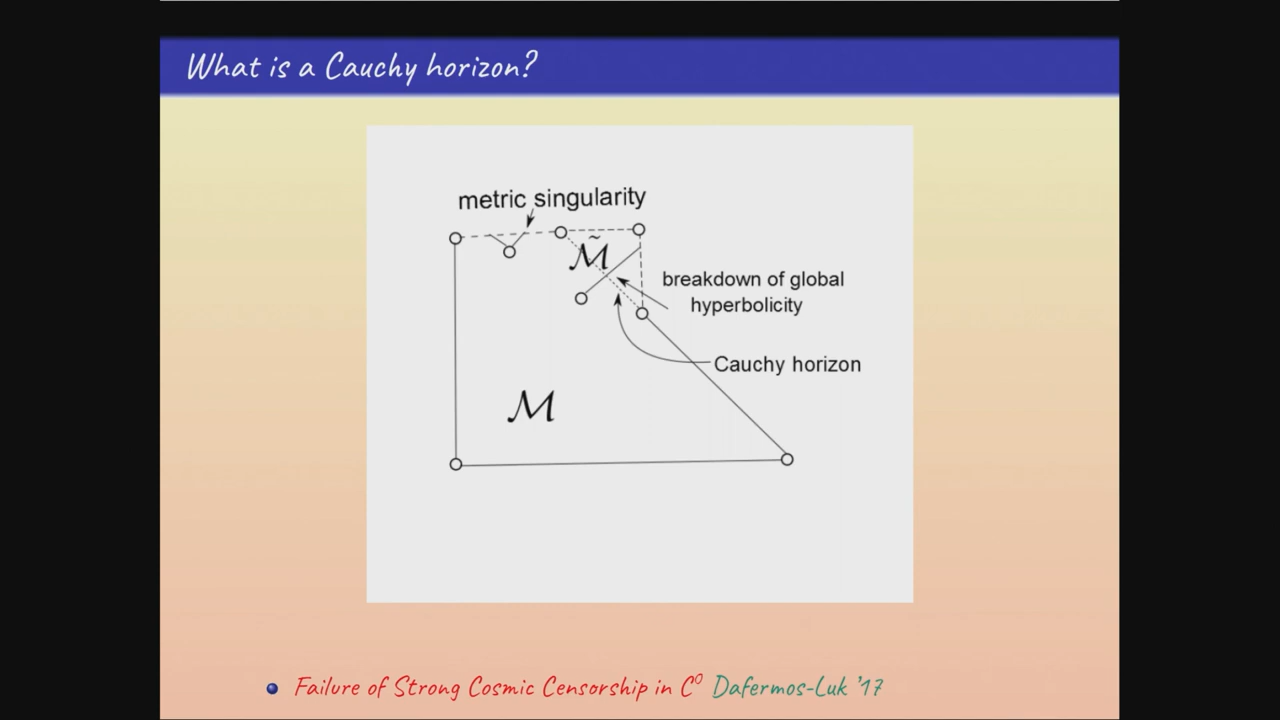 What is a Cauchy horizon?
metric singularity
M̃
breakdown of global
hyperbolicity
Cauchy horizon
M
Failure of Strong Cosmic Censorship in C⁰ Dafermos-Luk '17